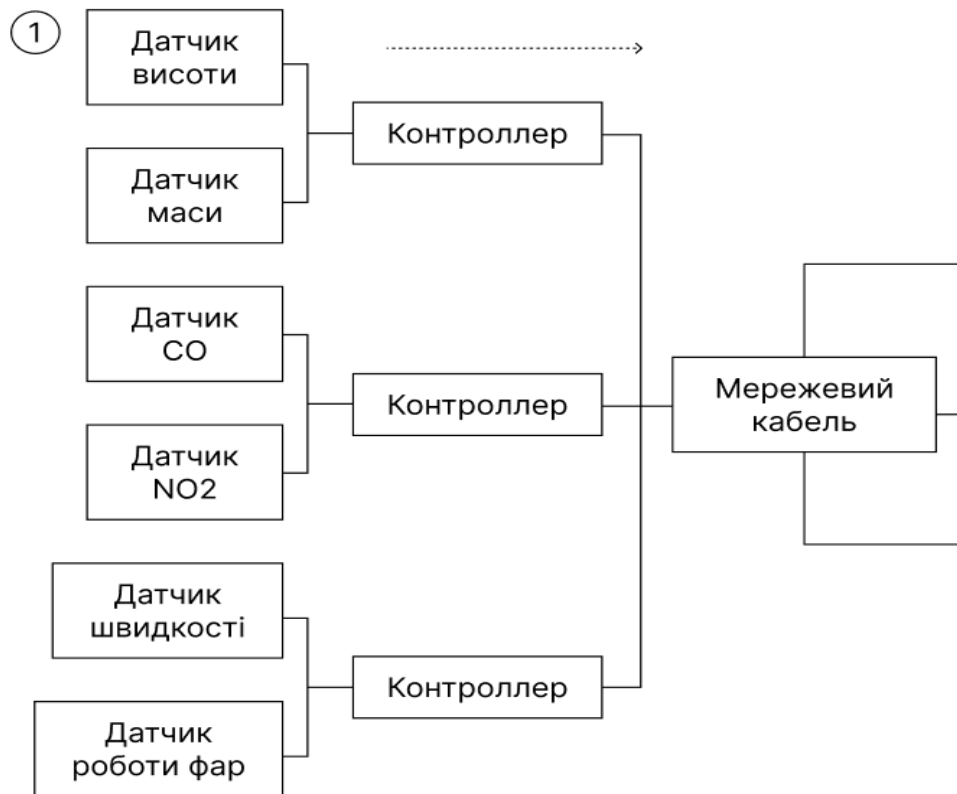 1
Датчик
висоти
Контроллер
Датчик
маси
Датчик
CO
Контроллер
Мережевий
кабель
Датчик
NO2
Датчик
швидкості
Контроллер
Датчик
роботи фар